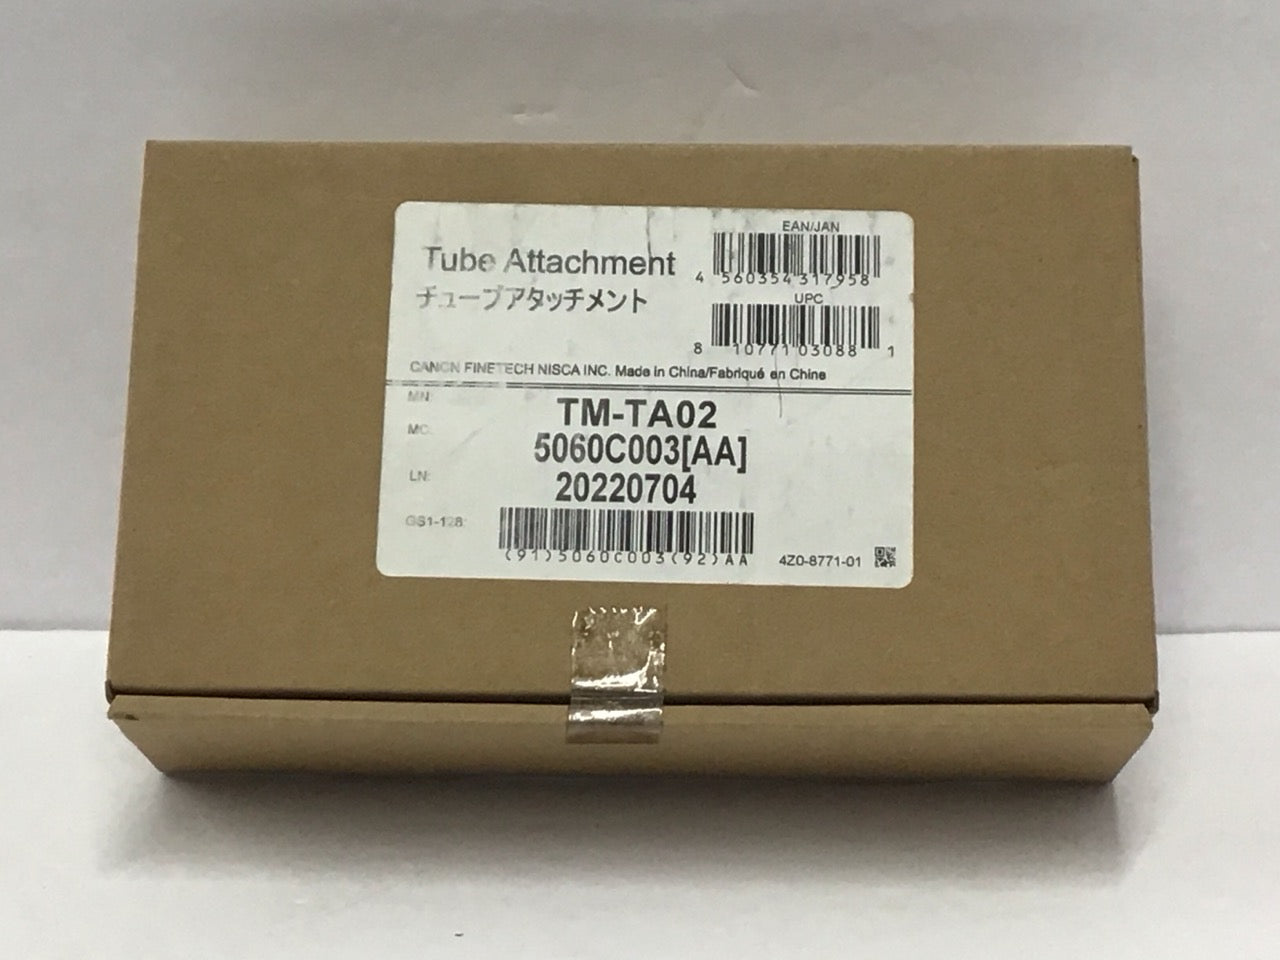 Tube Attachment
チューブアタッチメント
EAN/JAN
4 560354 317958
UPC
8 10771 03088 1
CANON FINETECH NISCA INC. Made in China/Fabriqué en Chine
MN:
TM-TA02
MC:
5060C003[AA]
LN:
20220704
GS1-128:
(91)5060C003(92)AA
4Z0-8771-01